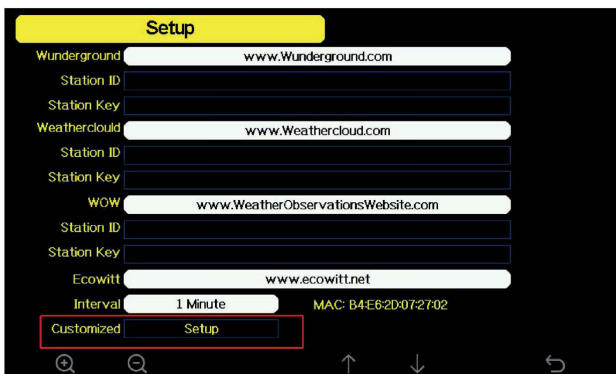 Setup
Wunderground www.Wunderground.com
Station ID
Station Key
Weatherclould www.Weathercloud.com
Station ID
Station Key
WOW www.WeatherObservationsWebsite.com
Station ID
Station Key
Ecowitt www.ecowitt.net
Interval 1 Minute MAC: B4:E6:2D:07:27:02
Customized Setup